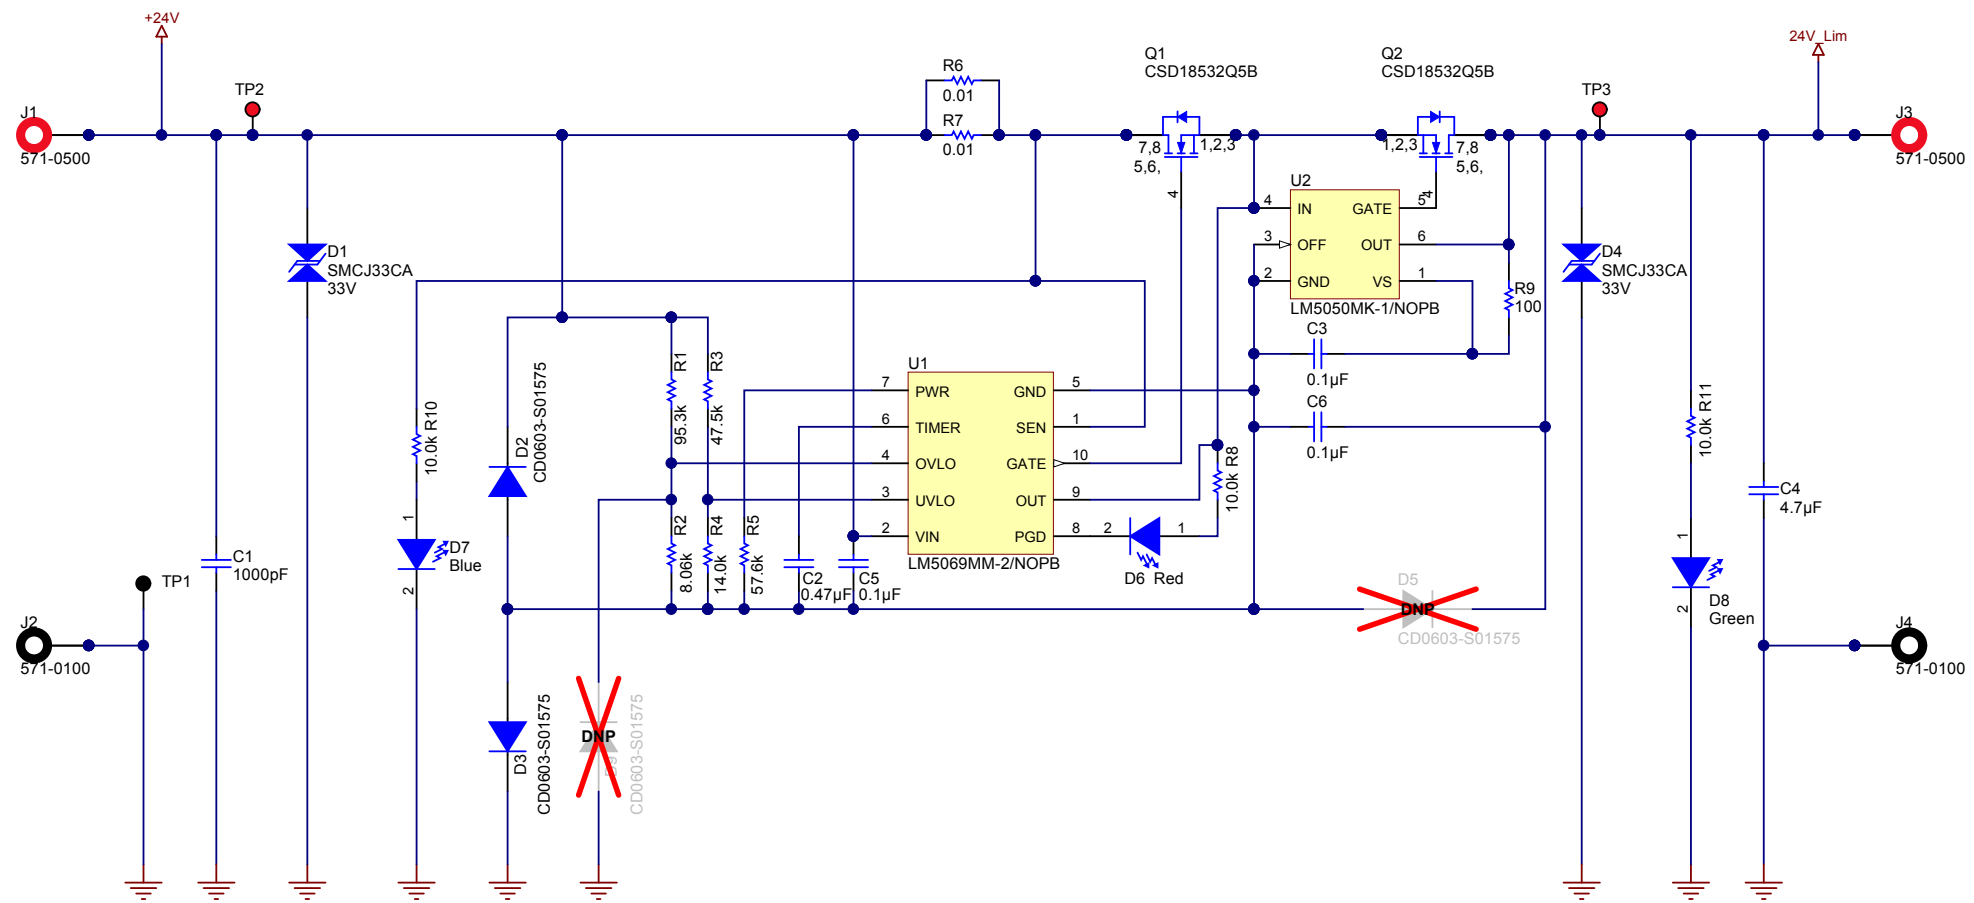 +24V
24V_Lim
Q1
CSD18532Q5B
Q2
CSD18532Q5B
R6
0.01
R7
0.01
TP2
TP3
J1
571-0500
J3
571-0500
7,8
5,6,
1,2,3
4
1,2,3
7,8
5,6,
4
U2
4
IN
GATE
5
3
OFF
OUT
6
2
GND
VS
1
LM5050MK-1/NOPB
R9
100
D1
SMCJ33CA
33V
D4
SMCJ33CA
33V
C3
0.1µF
C6
0.1µF
U1
7
PWR
GND
5
6
TIMER
SEN
1
4
OVLO
GATE
10
3
UVLO
OUT
9
2
VIN
PGD
8
LM5069MM-2/NOPB
R1
95.3k
R3
47.5k
R2
8.06k
R4
14.0k
R5
57.6k
C2
0.47µF
C5
0.1µF
D2
CD0603-S01575
R10
10.0k
1
D7
Blue
2
R8
10.0k
2
1
D6
Red
R11
10.0k
1
D8
Green
2
C4
4.7µF
C1
1000pF
TP1
J2
571-0100
J4
571-0100
D5
DNP
CD0603-S01575
D3
CD0603-S01575
DNP
D9
CD0603-S01575